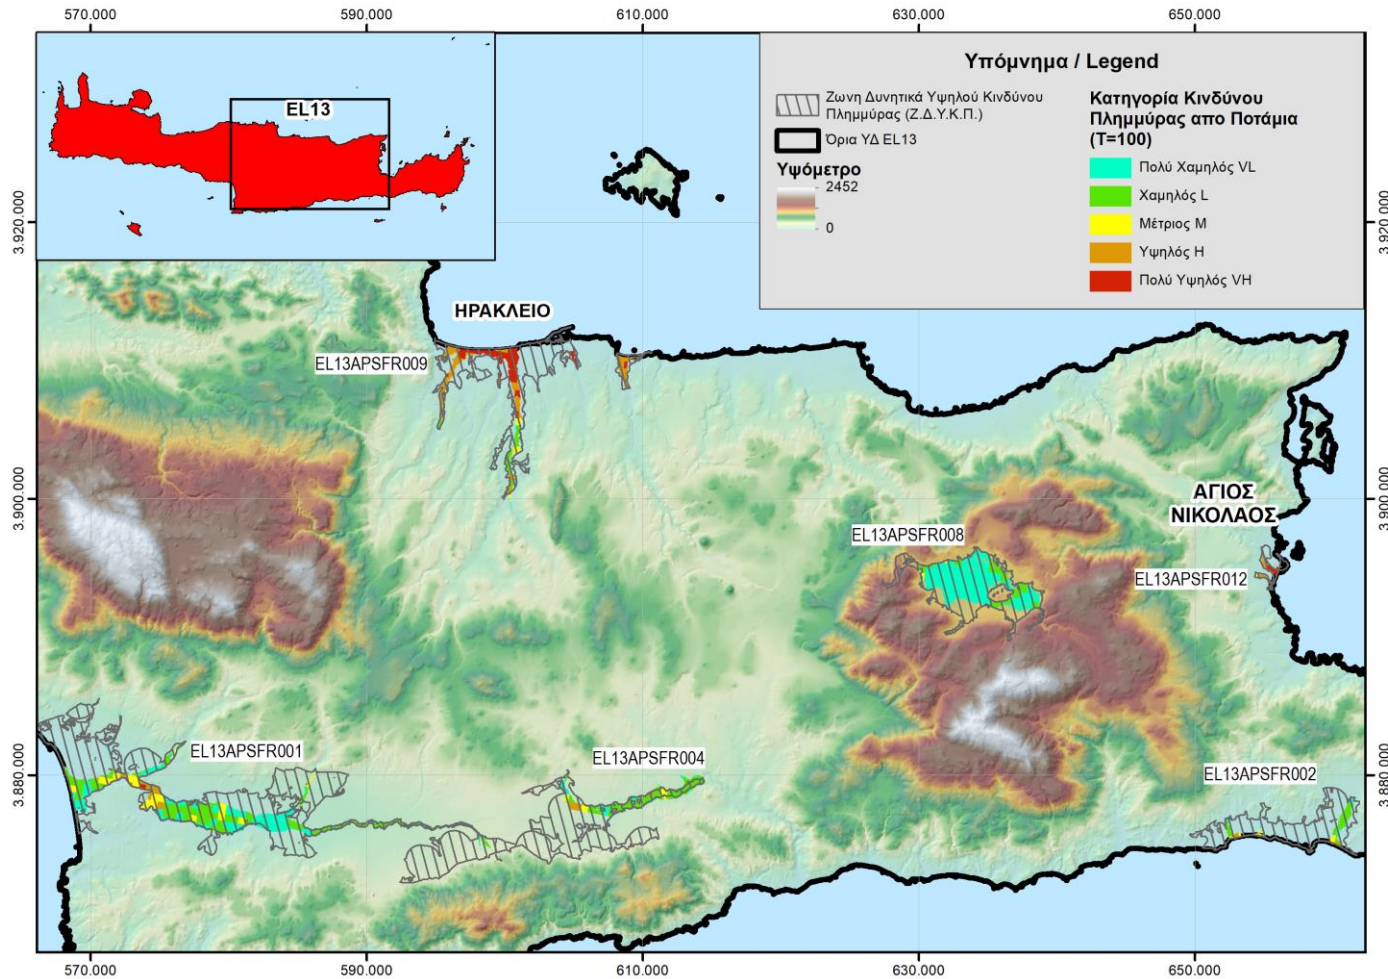 570.000
590.000
610.000
630.000
650.000
EL13
Υπόμνημα / Legend
Ζωνη Δυνητικά Υψηλού Κινδύνου
Πλημμύρας (Ζ.Δ.Υ.Κ.Π.)
Όρια ΥΔ EL13
Υψόμετρο
2452
0
Κατηγορία Κινδύνου
Πλημμύρας απο Ποτάμια
(T=100)
Πολύ Χαμηλός VL
Χαμηλός L
Μέτριος M
Υψηλός H
Πολύ Υψηλός VH
3.920.000
3.920.000
ΗΡΑΚΛΕΙΟ
EL13APSFR009
3.900.000
3.900.000
ΑΓΙΟΣ
ΝΙΚΟΛΑΟΣ
EL13APSFR008
EL13APSFR012
EL13APSFR001
EL13APSFR004
EL13APSFR002
3.880.000
3.880.000
570.000
590.000
610.000
630.000
650.000